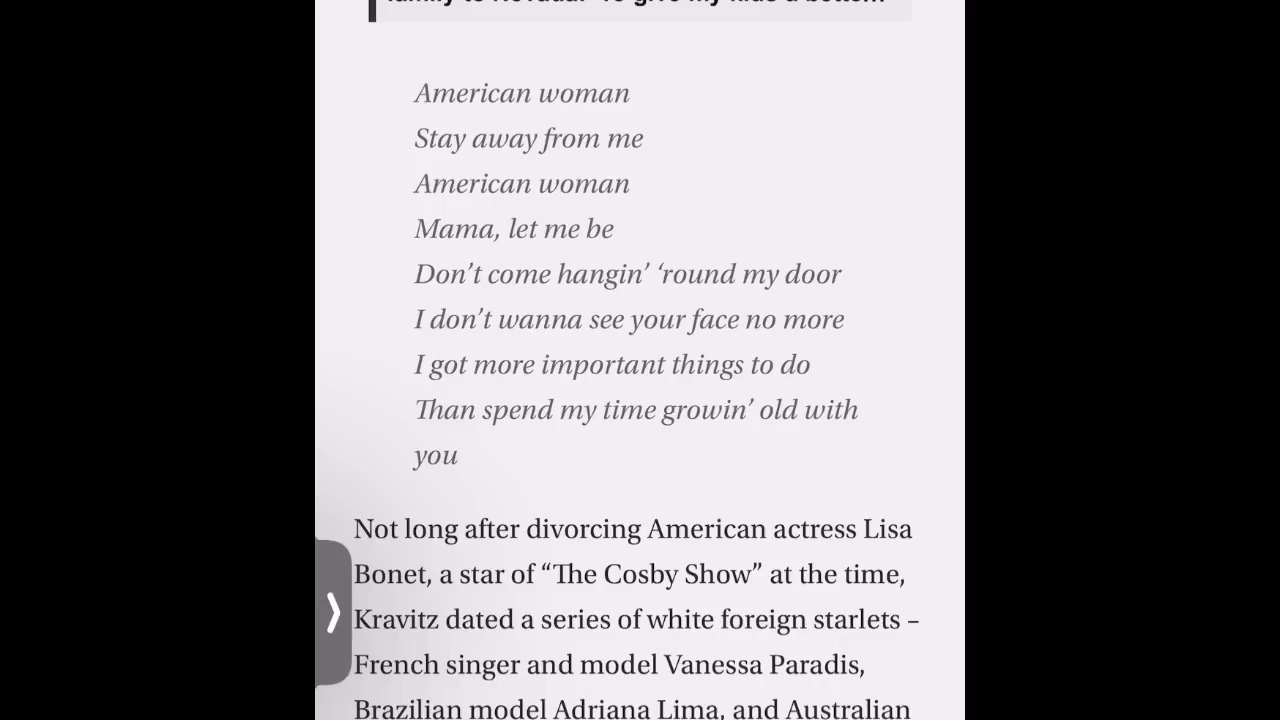 American woman
Stay away from me
American woman
Mama, let me be
Don’t come hangin’ ‘round my door
I don’t wanna see your face no more
I got more important things to do
Than spend my time growin’ old with
you
Not long after divorcing American actress Lisa
Bonet, a star of “The Cosby Show” at the time,
Kravitz dated a series of white foreign starlets –
French singer and model Vanessa Paradis,
Brazilian model Adriana Lima, and Australian